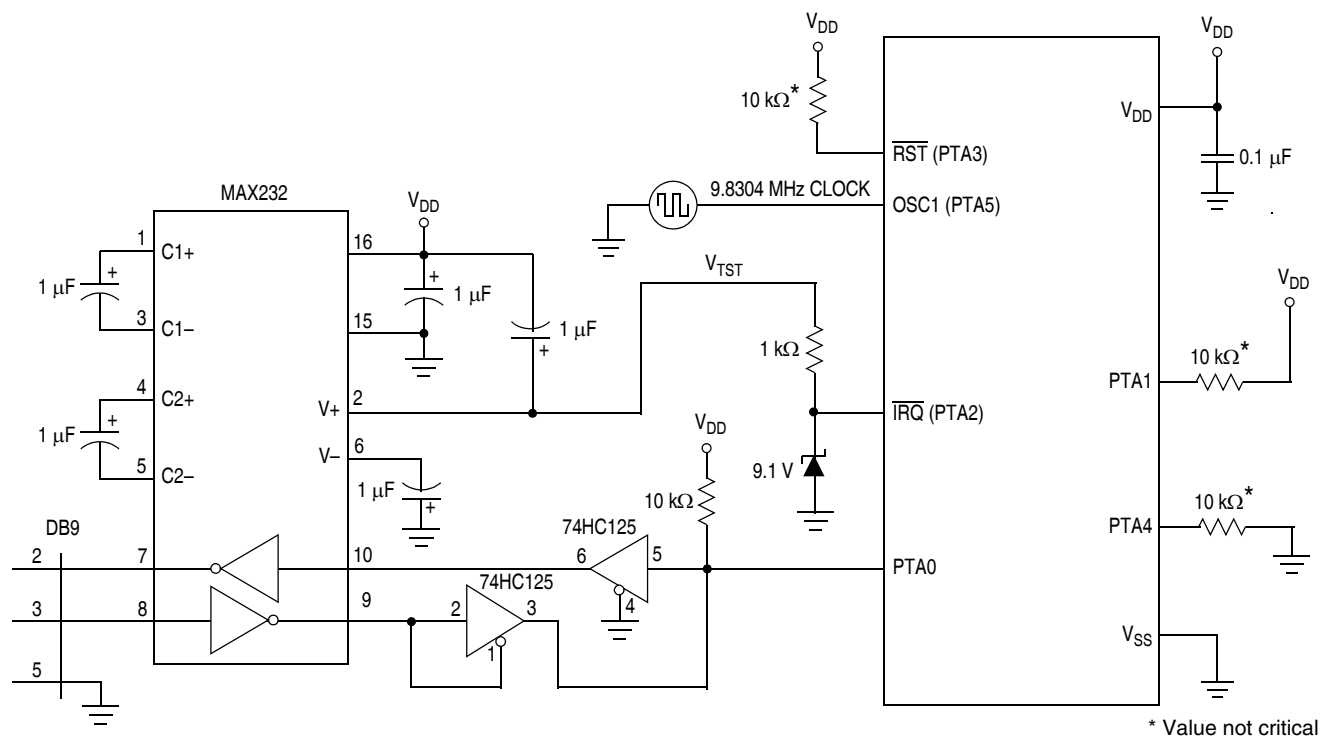 VDD
VDD
10 kΩ*
VDD
RST (PTA3)
0.1 μF
MAX232
9.8304 MHz CLOCK
OSC1 (PTA5)
VDD
1
C1+
16
1 μF
+
+
1 μF
VTST
VDD
3
C1–
15
1 μF
+
1 kΩ
10 kΩ*
PTA1
4
C2+
V+
2
IRQ (PTA2)
VDD
1 μF
+
V–
6
9.1 V
5
C2–
1 μF
+
10 kΩ
10 kΩ*
DB9
74HC125
PTA4
2
7
10
6
5
PTA0
74HC125
4
3
8
9
2
3
1
VSS
5
* Value not critical